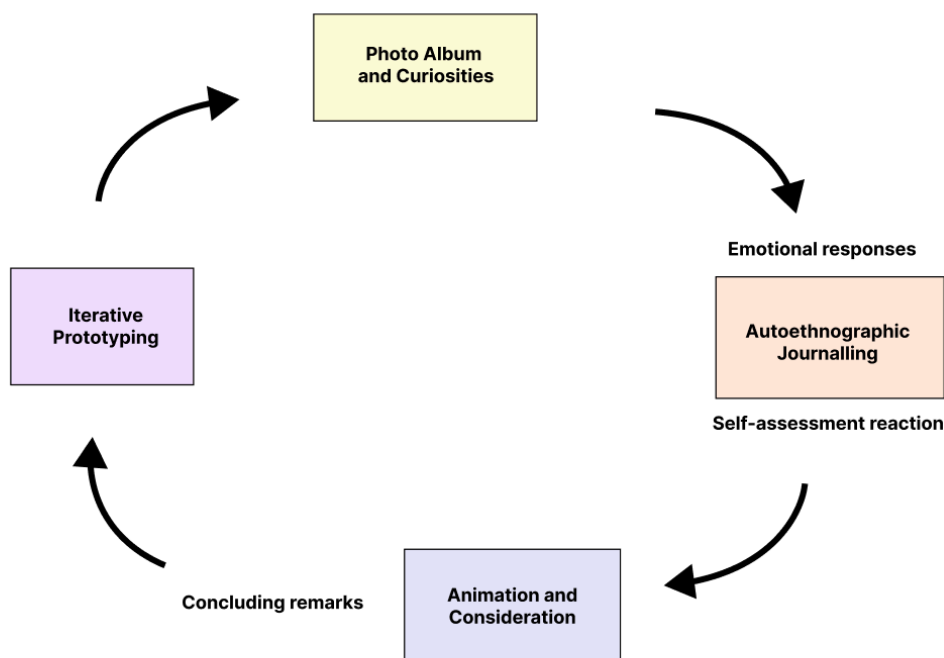 Photo Album
and Curiosities
Emotional responses
Autoethnographic
Journalling
Self-assessment reaction
Iterative
Prototyping
Animation and
Consideration
Concluding remarks